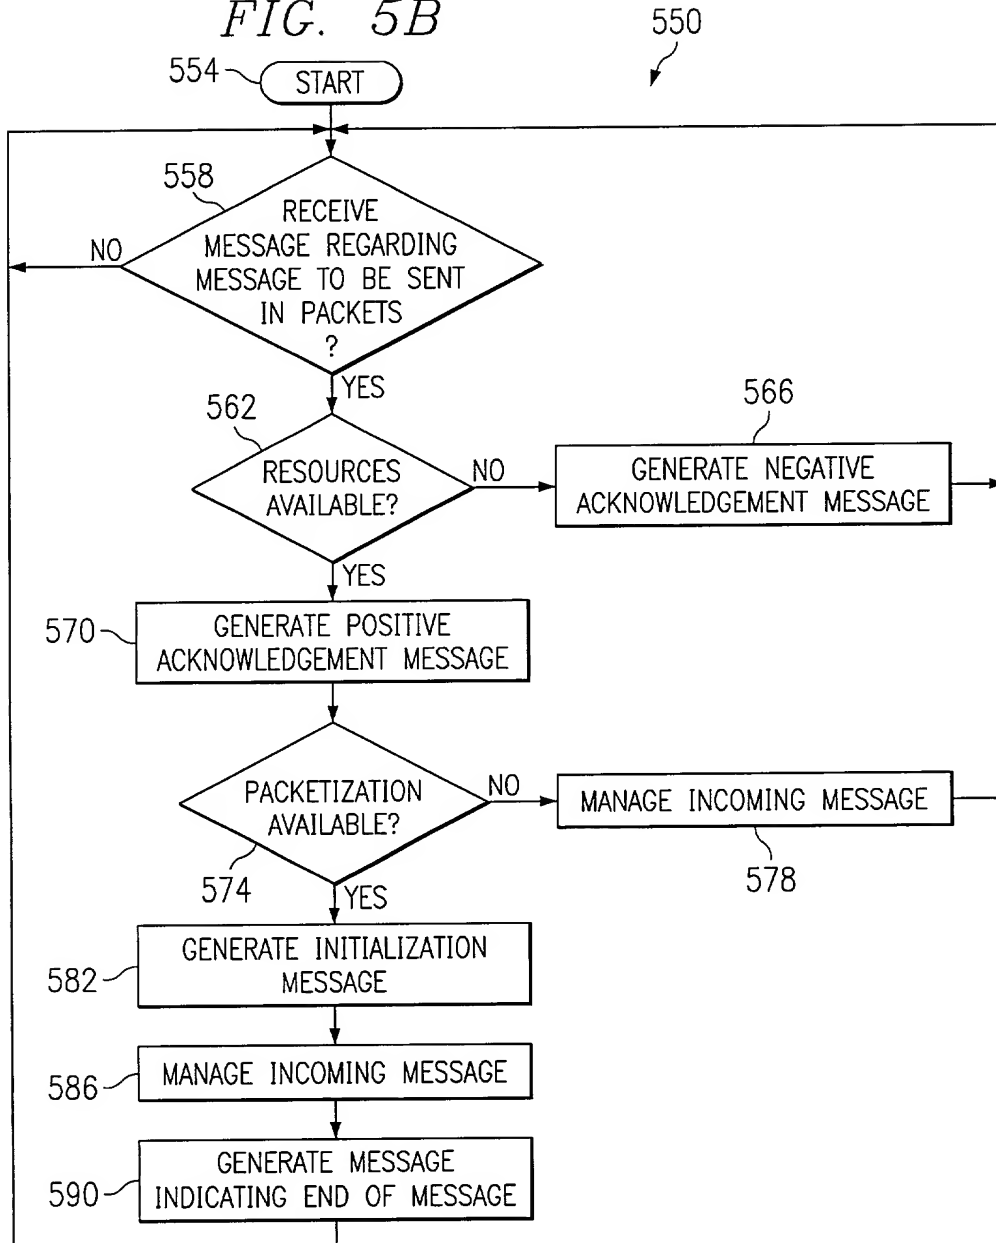 FIG. 5B
550
554
START
558
RECEIVE
MESSAGE REGARDING
MESSAGE TO BE SENT
IN PACKETS
?
NO
YES
562
RESOURCES
AVAILABLE?
NO
566
GENERATE NEGATIVE
ACKNOWLEDGEMENT MESSAGE
YES
570
GENERATE POSITIVE
ACKNOWLEDGEMENT MESSAGE
PACKETIZATION
AVAILABLE?
NO
574
MANAGE INCOMING MESSAGE
578
YES
582
GENERATE INITIALIZATION
MESSAGE
586
MANAGE INCOMING MESSAGE
590
GENERATE MESSAGE
INDICATING END OF MESSAGE